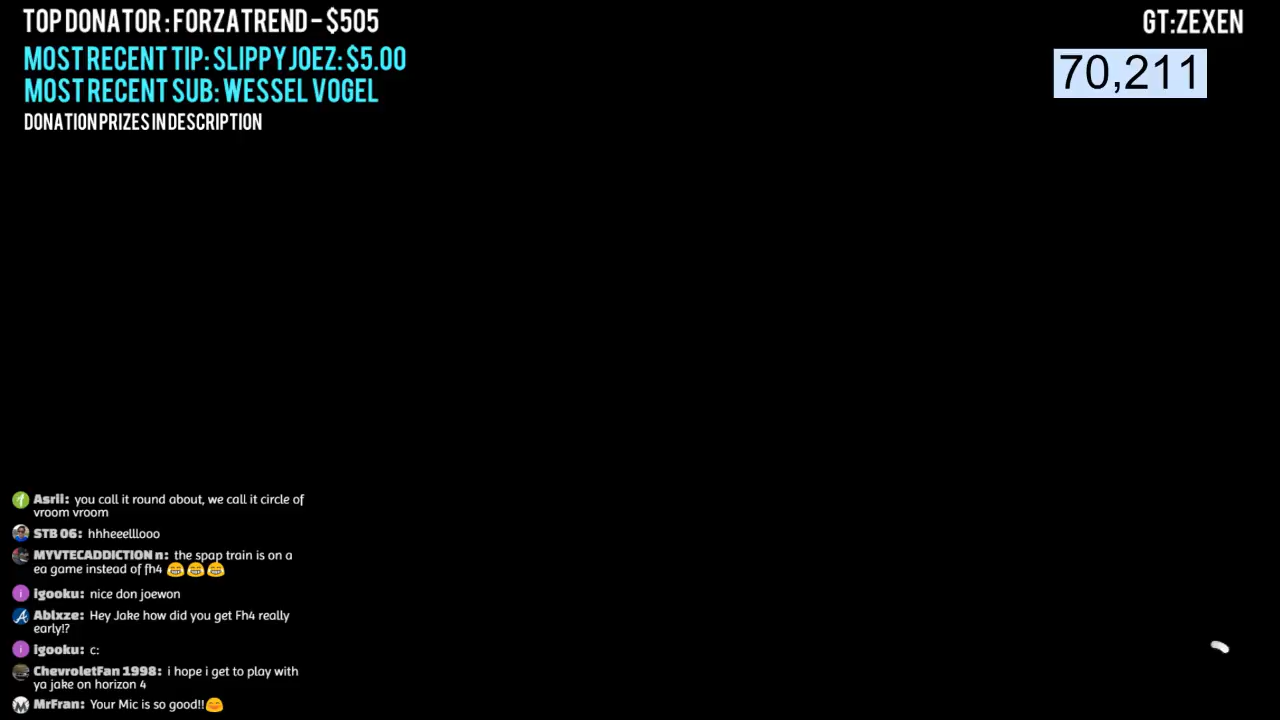 TOP DONATOR : FORZATREND - $505
GT:ZEXEN
MOST RECENT TIP: SLIPPY JOEZ: $5.00
70,211
MOST RECENT SUB: WESSEL VOGEL
DONATION PRIZES IN DESCRIPTION
Asrii: you call it round about, we call it circle of
vroom vroom
STB 06: hhheeelllooo
MYVTECADDICTION n: the spap train is on a
ea game instead of fh4 😂😂😂
igooku: nice don joewon
Ablxze: Hey Jake how did you get Fh4 really
early!?
igooku: c:
ChevroletFan 1998: i hope i get to play with
ya jake on horizon 4
MrFran: Your Mic is so good!!😊